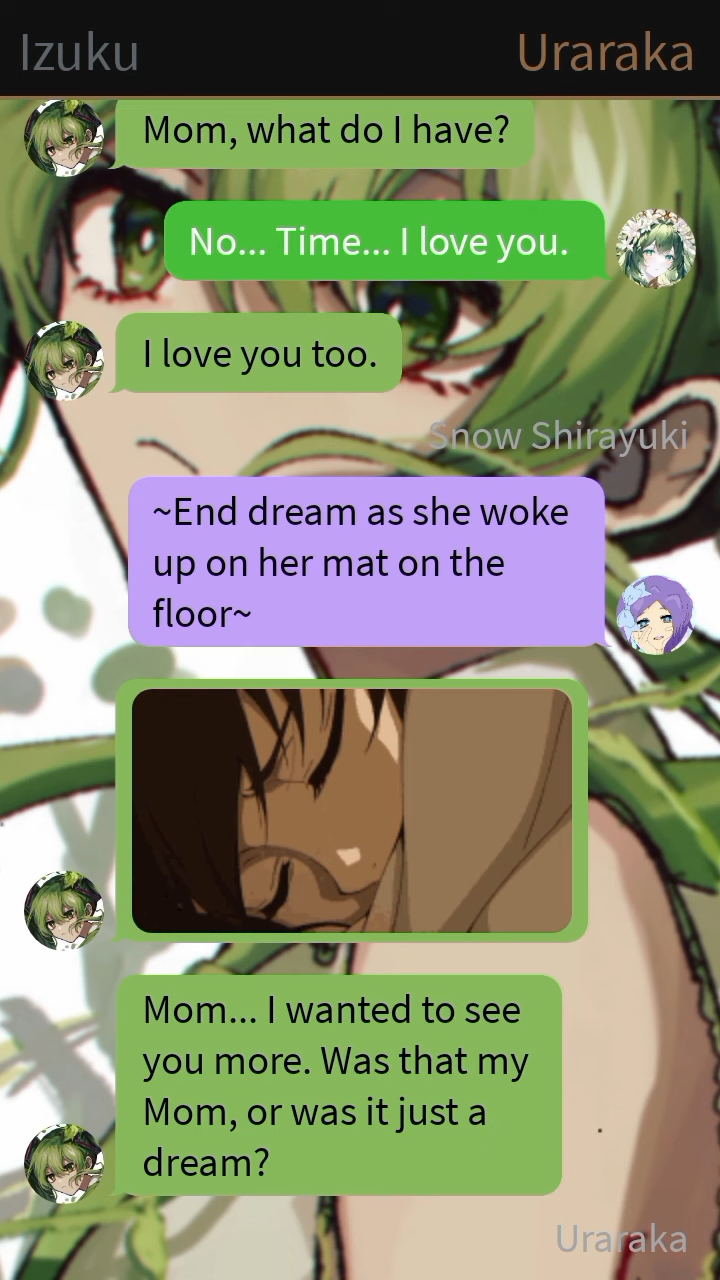 Izuku
Uraraka
Mom, what do I have?
No... Time... I love you.
I love you too.
Snow Shirayuki
~End dream as she woke
up on her mat on the
floor~
Mom... I wanted to see
you more. Was that my
Mom, or was it just a
dream?
Uraraka